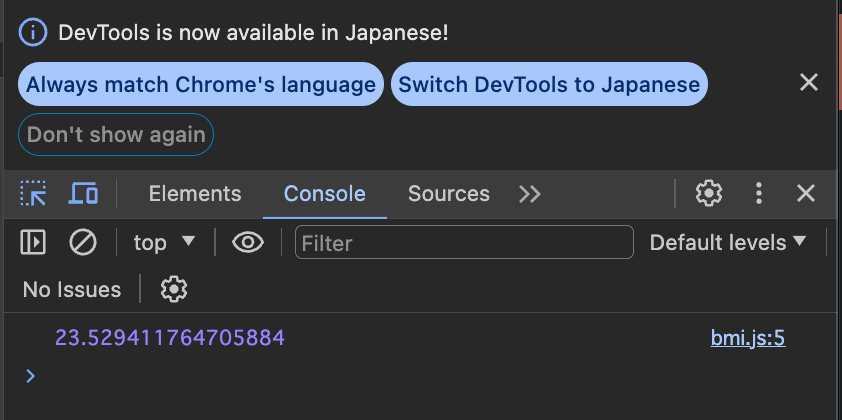 DevTools is now available in Japanese!
Always match Chrome's language Switch DevTools to Japanese
Don't show again
Elements Console Sources
top Filter Default levels
No Issues
23.529411764705884 bmi.js:5